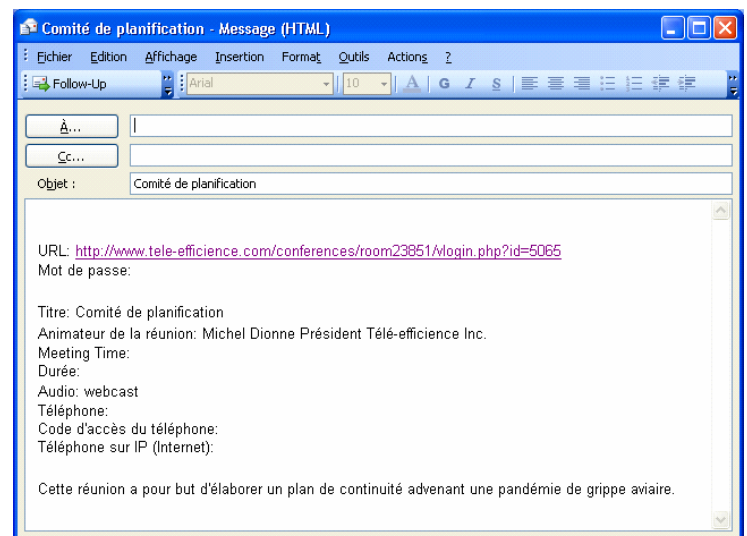 Comité de planification - Message (HTML)
Fichier Edition Affichage Insertion Format Outils Actions ?
Follow-Up Arial 10 A G I S
À...
Cc...
Objet : Comité de planification
URL: http://www.tele-efficience.com/conferences/room23851/vlogin.php?id=5065
Mot de passe:
Titre: Comité de planification
Animateur de la réunion: Michel Dionne Président Télé-efficience Inc.
Meeting Time:
Durée:
Audio: webcast
Téléphone:
Code d'accès du téléphone:
Téléphone sur IP (Internet):
Cette réunion a pour but d'élaborer un plan de continuité advenant une pandémie de grippe aviaire.